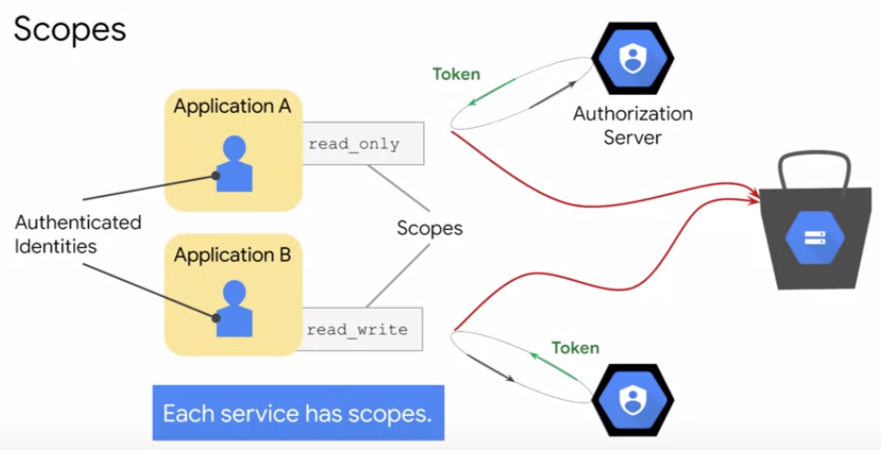 Scopes
Token
Application A
Authorization
Server
read_only
Authenticated
Identities
Scopes
Application B
read_write
Token
Each service has scopes.